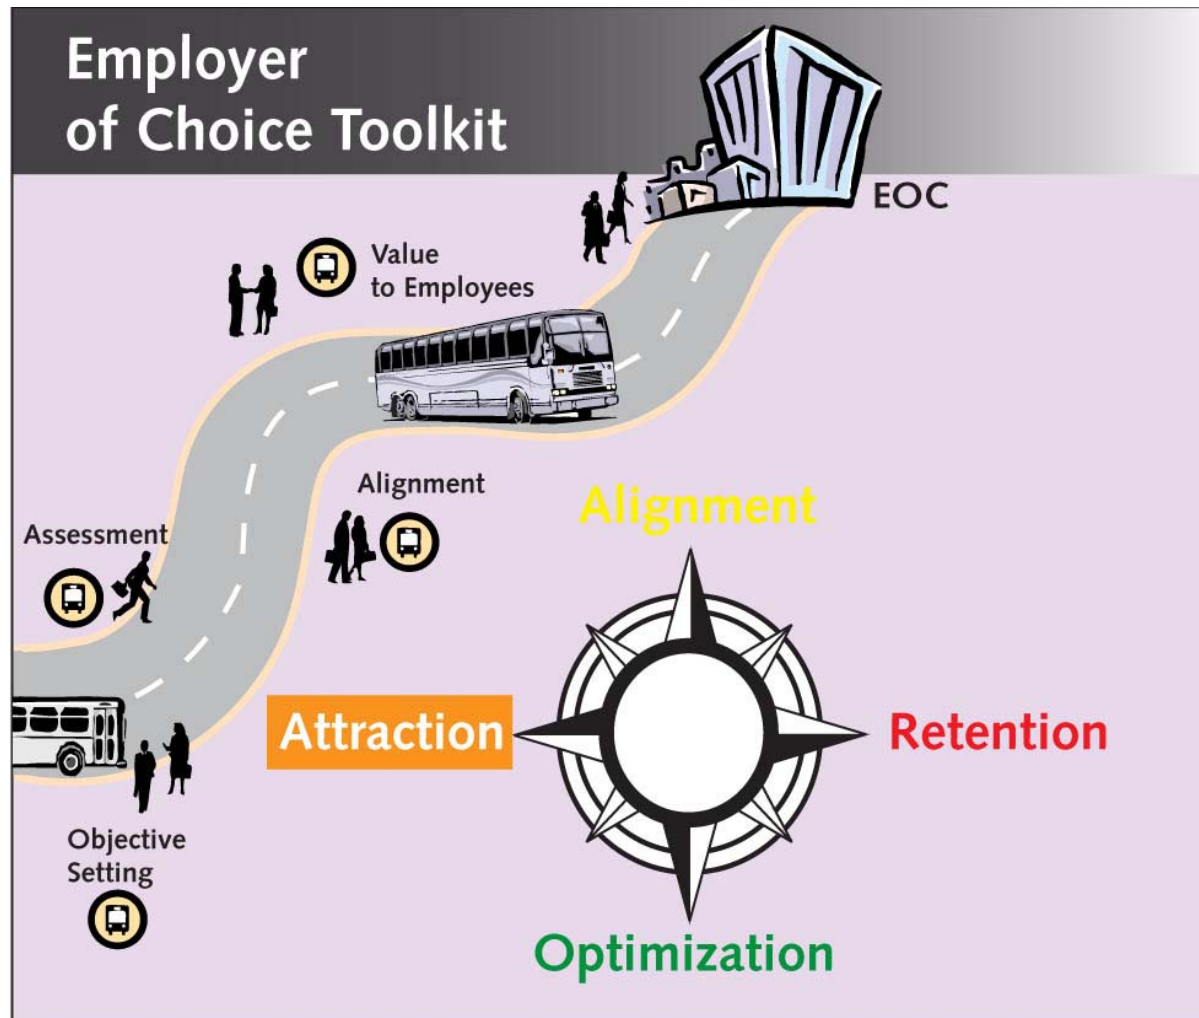 Employer
of Choice Toolkit
EOC
Value
to Employees
Alignment
Assessment
Alignment
Attraction
Retention
Objective
Setting
Optimization